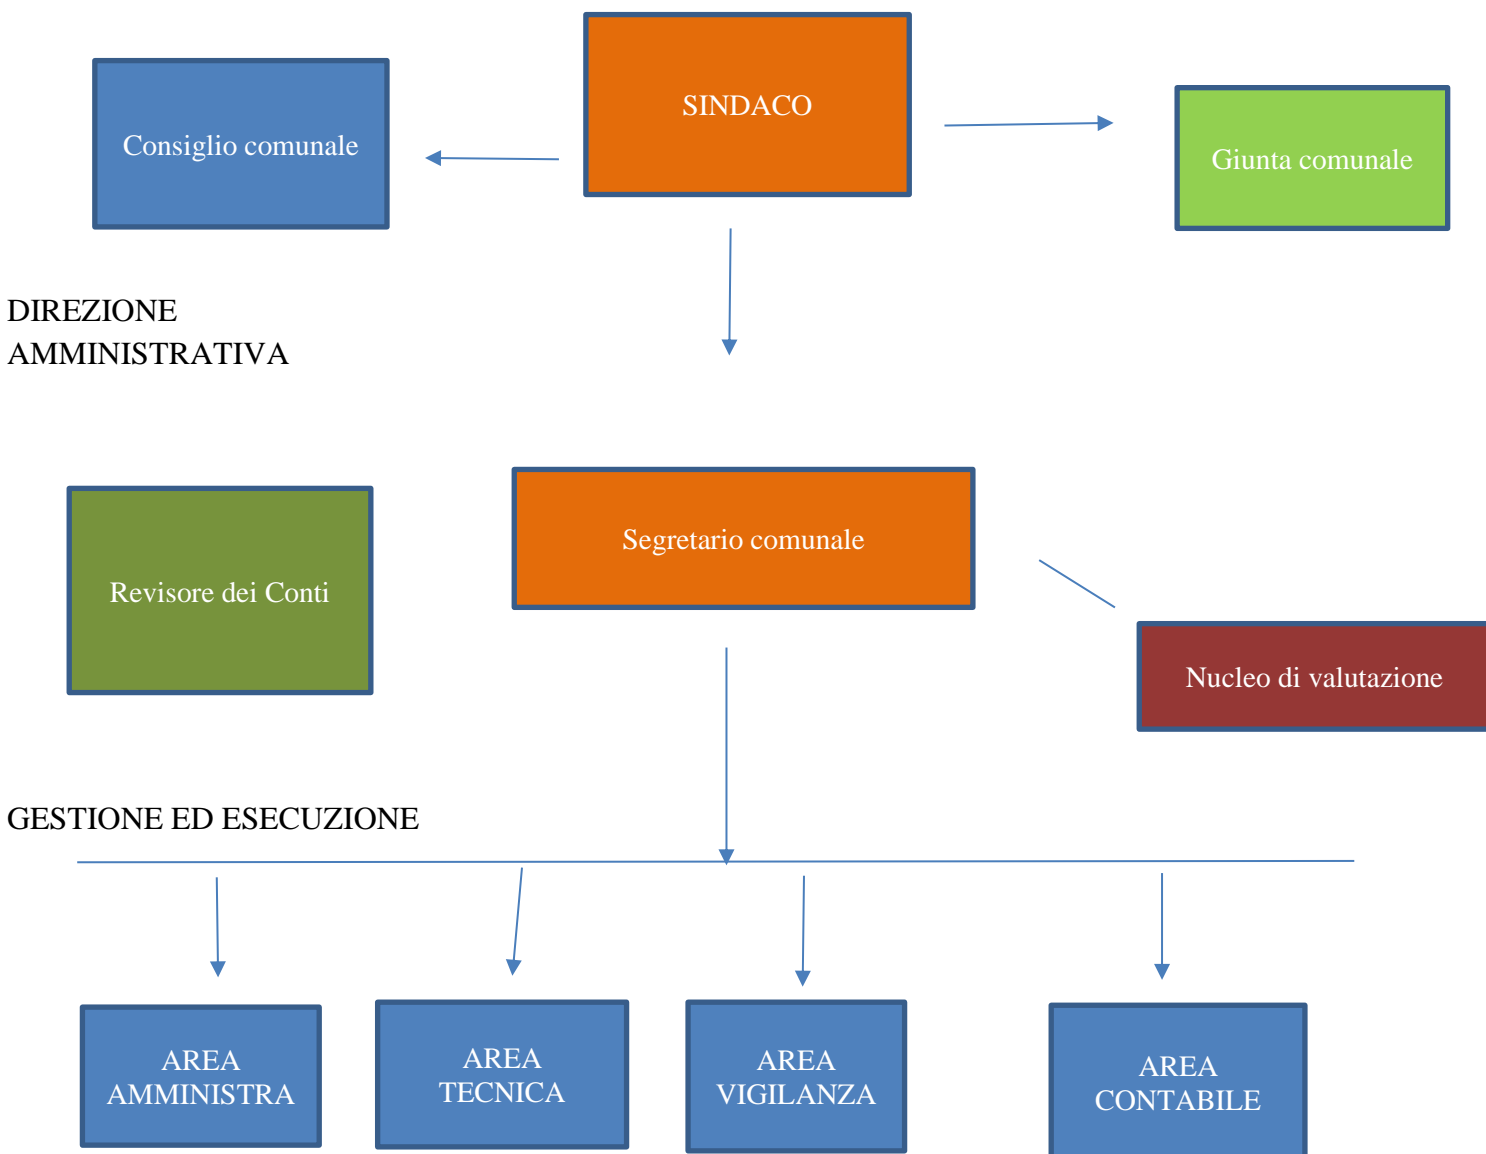 SINDACO
Consiglio comunale
Giunta comunale
DIREZIONE
AMMINISTRATIVA
Segretario comunale
Revisore dei Conti
Nucleo di valutazione
GESTIONE ED ESECUZIONE
AREA
AMMINISTRA
AREA
TECNICA
AREA
VIGILANZA
AREA
CONTABILE